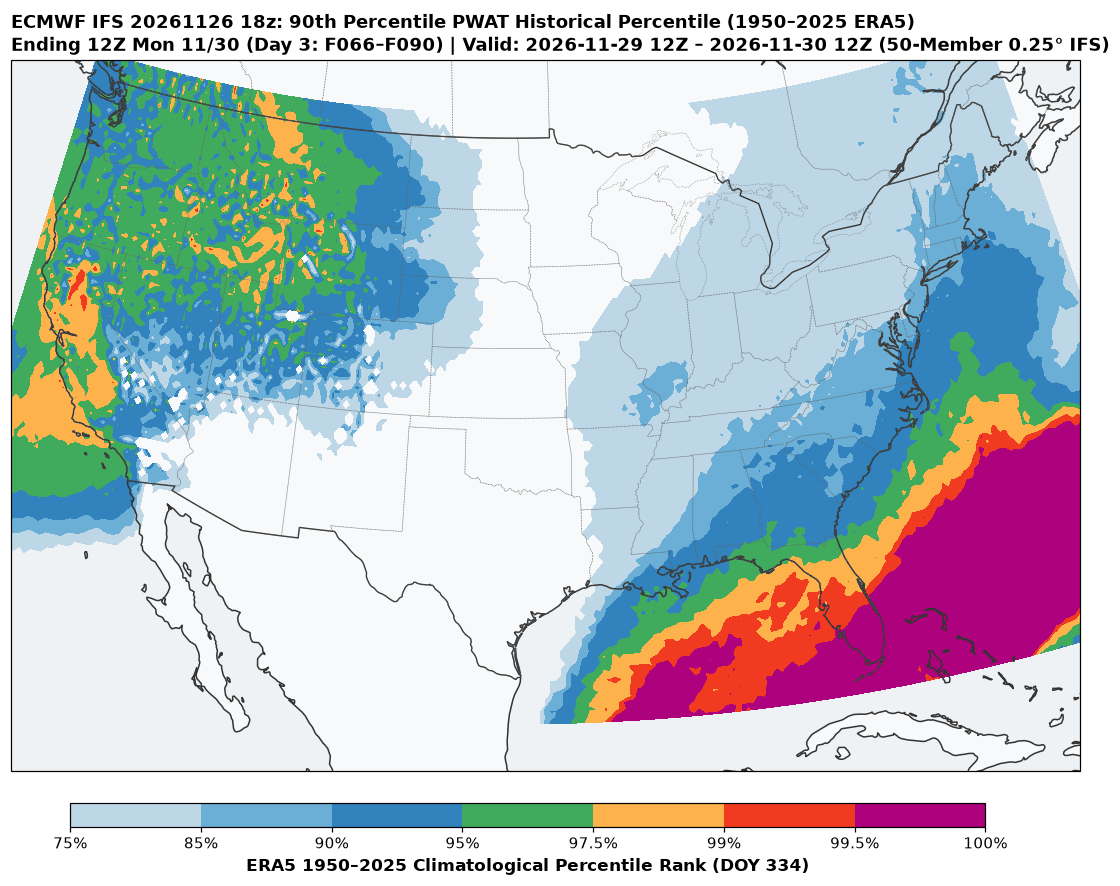 ECMWF IFS 20261126 18z: 90th Percentile PWAT Historical Percentile (1950–2025 ERA5)
Ending 12Z Mon 11/30 (Day 3: F066–F090) | Valid: 2026-11-29 12Z – 2026-11-30 12Z (50-Member 0.25° IFS)
75% 85% 90% 95% 97.5% 99% 99.5% 100%
ERA5 1950–2025 Climatological Percentile Rank (DOY 334)